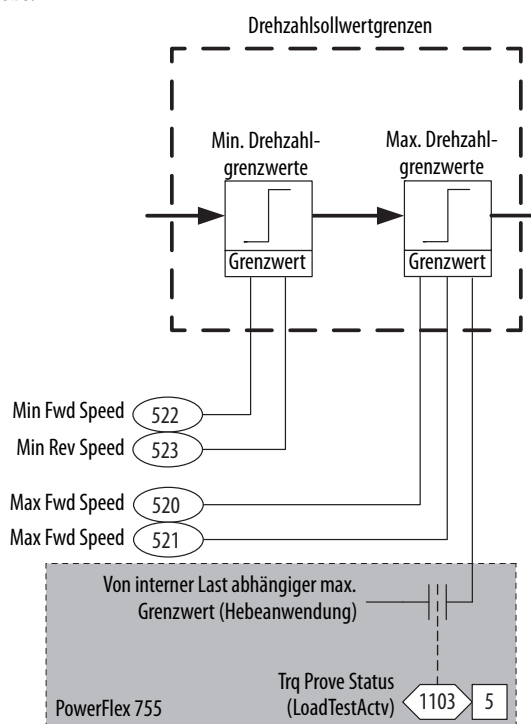 Drehzahlsollwertgrenzen
Min. Drehzahl-
grenzwerte
Max. Drehzahl-
grenzwerte
Grenzwert
Grenzwert
Min Fwd Speed 522
Min Rev Speed 523
Max Fwd Speed 520
Max Fwd Speed 521
Von interner Last abhängiger max.
Grenzwert (Hebeanwendung)
Trq Prove Status
(LoadTestActv) 1103 5
PowerFlex 755